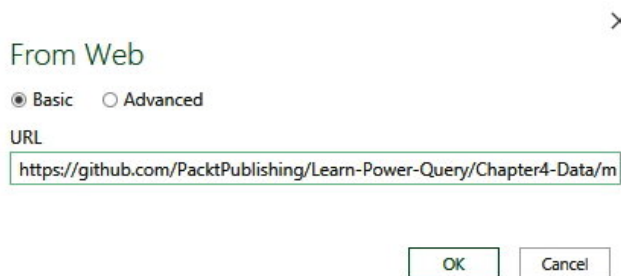 From Web
Basic Advanced
URL
https://github.com/PacktPublishing/Learn-Power-Query/Chapter4-Data/m
OK Cancel